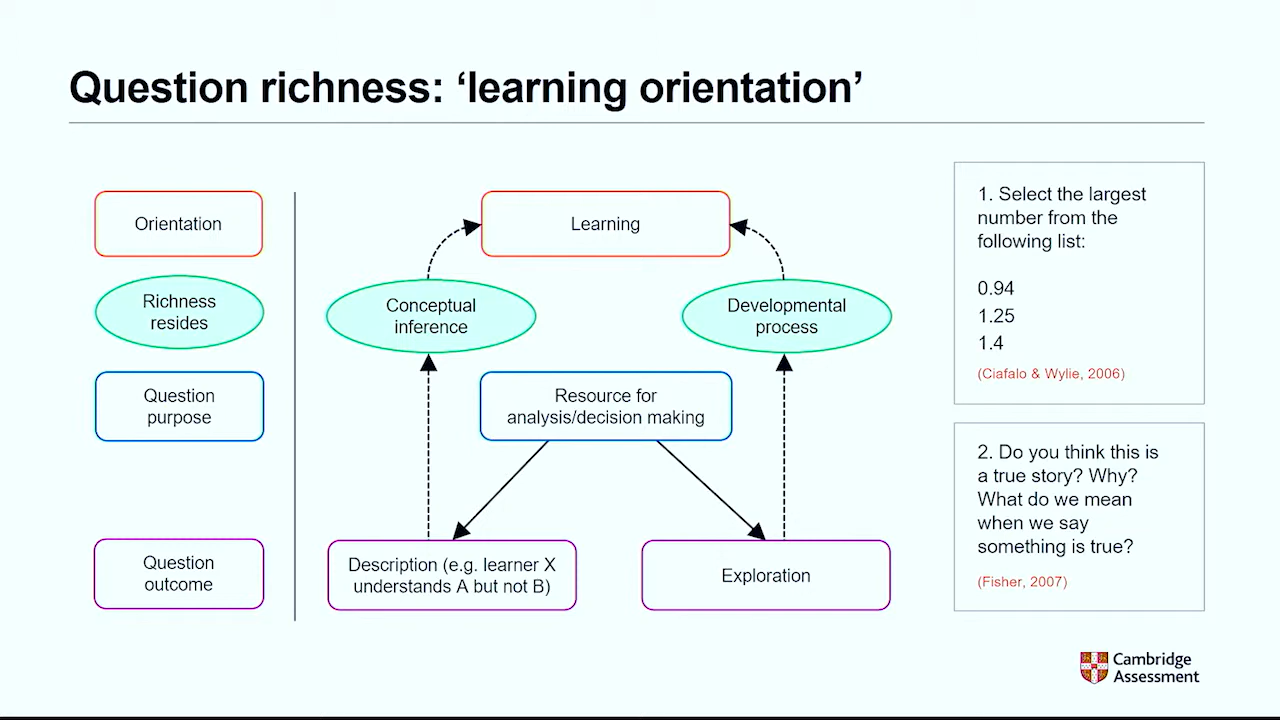 Question richness: ‘learning orientation’
Orientation
Richness
resides
Question
purpose
Question
outcome
Learning
Conceptual
inference
Developmental
process
Resource for
analysis/decision making
Description (e.g. learner X
understands A but not B)
Exploration
1. Select the largest
number from the
following list:
0.94
1.25
1.4
(Ciafalo & Wylie, 2006)
2. Do you think this is
a true story? Why?
What do we mean
when we say
something is true?
(Fisher, 2007)
Cambridge
Assessment